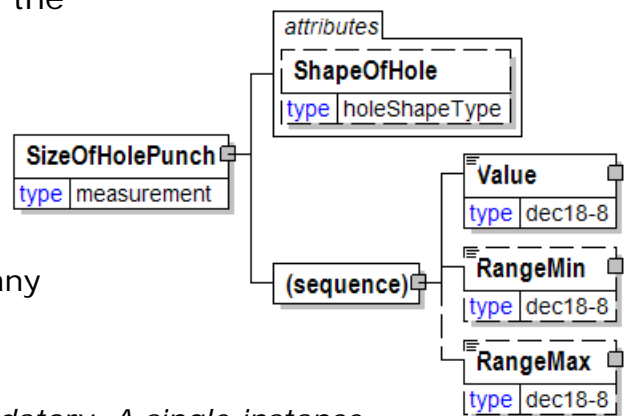 the
attributes
ShapeOfHole
type holeShapeType
SizeOfHolePunch
type measurement
Value
type dec18-8
any
(sequence)
RangeMin
type dec18-8
RangeMax
type dec18-8
datory. A single instance